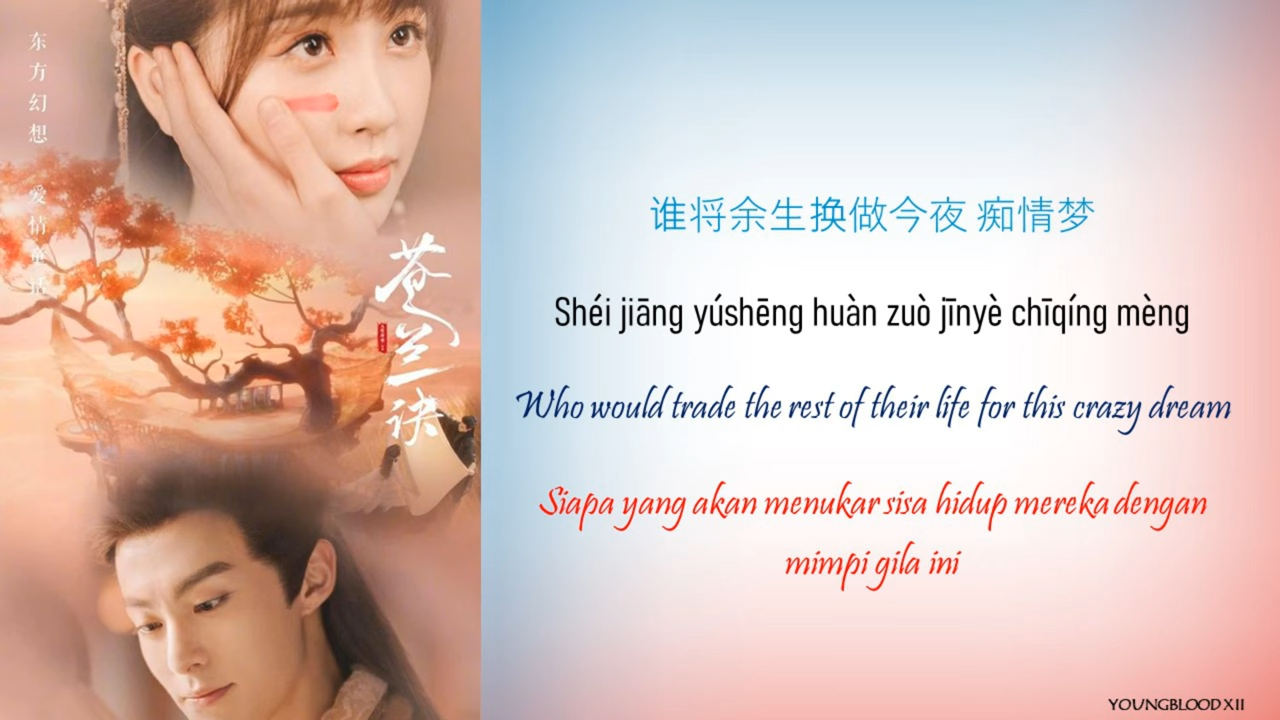 东方幻想
爱情童话
苍兰诀
谁将余生换做今夜 痴情梦
Shéi jiāng yúshēng huàn zuò jīnyè chīqíng mèng
Who would trade the rest of their life for this crazy dream
Siapa yang akan menukar sisa hidup mereka dengan
mimpi gila ini
YOUNGBLOOD XII